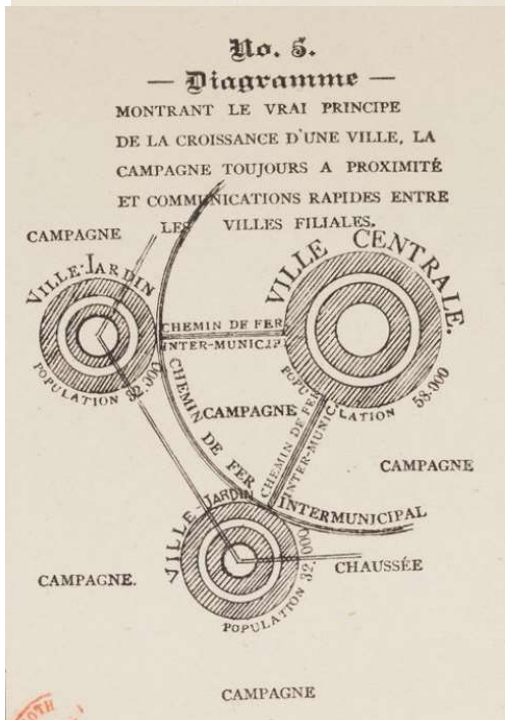 No. 5.
— Diagramme —
MONTRANT LE VRAI PRINCIPE
DE LA CROISSANCE D'UNE VILLE, LA
CAMPAGNE TOUJOURS A PROXIMITÉ
ET COMMUNICATIONS RAPIDES ENTRE
LES VILLES FILIALES.
CAMPAGNE
VILLE-JARDIN
POPULATION 32.000
VILLE CENTRALE.
POPULATION 58.000
CHEMIN DE FER
INTER-MUNICIP
CHEMIN DE FER
INTERMUNICIPAL
CAMPAGNE
CHEMIN DE FER
INTER-MUNIC
CAMPAGNE
VILLE JARDIN
POPULATION 32.000
CHAUSSÉE
CAMPAGNE.
CAMPAGNE